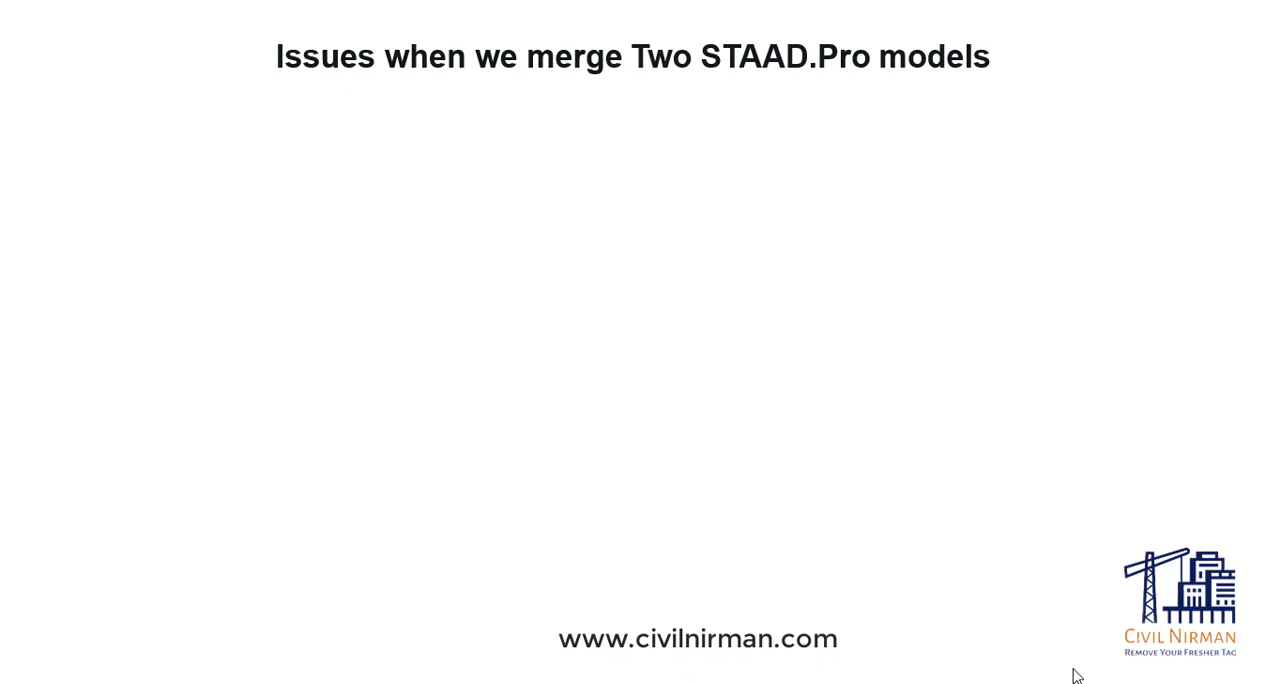 Issues when we merge Two STAAD.Pro models
www.civilnirman.com
CIVIL NIRMAN
REMOVE YOUR FRESHER TAG